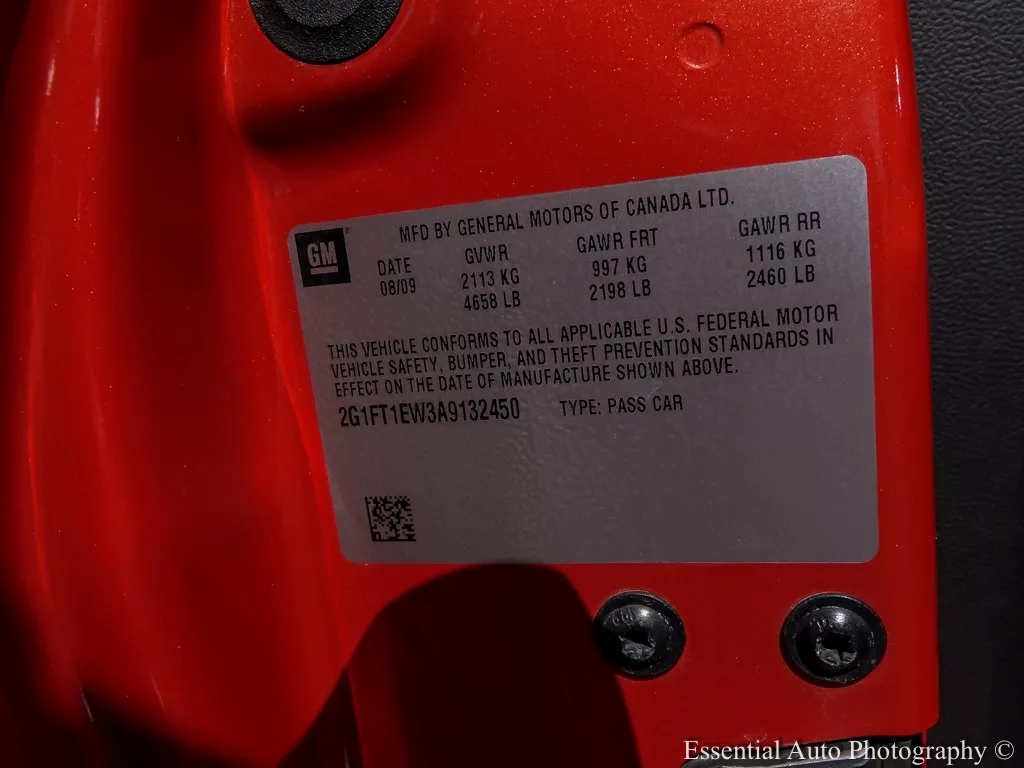 MFD BY GENERAL MOTORS OF CANADA LTD.
GM
DATE GVWR GAWR FRT GAWR RR
08/09 2113 KG 997 KG 1116 KG
4658 LB 2198 LB 2460 LB
THIS VEHICLE CONFORMS TO ALL APPLICABLE U.S. FEDERAL MOTOR
VEHICLE SAFETY, BUMPER, AND THEFT PREVENTION STANDARDS IN
EFFECT ON THE DATE OF MANUFACTURE SHOWN ABOVE.
2G1FT1EW3A9132450 TYPE: PASS CAR
Essential Auto Photography ©